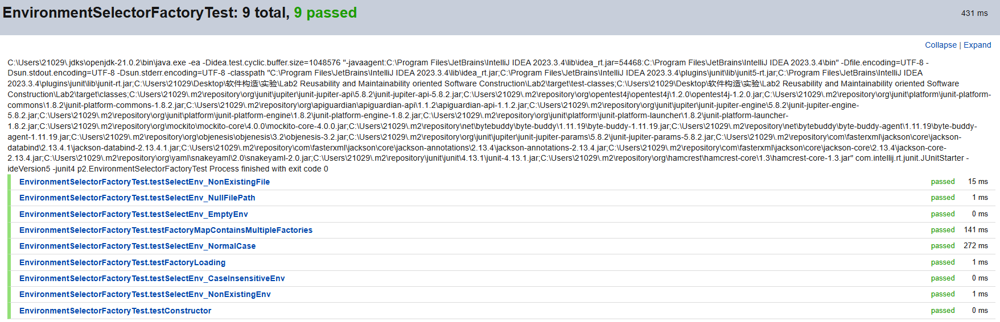 EnvironmentSelectorFactoryTest: 9 total, 9 passed
431 ms
Collapse | Expand
C:\Users\21029\.jdks\openjdk-21.0.2\bin\java.exe -ea -Didea.test.cyclic.buffer.size=1048576 "-javaagent:C:\Program Files\JetBrains\IntelliJ IDEA 2023.3.4\lib\idea_rt.jar=54468:C:\Program Files\JetBrains\IntelliJ IDEA 2023.3.4\bin" -Dfile.encoding=UTF-8 -
Dsun.stdout.encoding=UTF-8 -Dsun.stderr.encoding=UTF-8 -classpath "C:\Program Files\JetBrains\IntelliJ IDEA 2023.3.4\lib\idea_rt.jar;C:\Program Files\JetBrains\IntelliJ IDEA 2023.3.4\plugins\junit\lib\junit5-rt.jar;C:\Program Files\JetBrains\IntelliJ IDEA
2023.3.4\plugins\junit\lib\junit-rt.jar;C:\Users\21029\Desktop\软件构造\实验\Lab2 Reusability and Maintainability oriented Software Construction\Lab2\target\test-classes;C:\Users\21029\Desktop\软件构造\实验\Lab2 Reusability and Maintainability oriented Software
Construction\Lab2\target\classes;C:\Users\21029\.m2\repository\org\junit\jupiter\junit-jupiter-api\5.8.2\junit-jupiter-api-5.8.2.jar;C:\Users\21029\.m2\repository\org\opentest4j\opentest4j\1.2.0\opentest4j-1.2.0.jar;C:\Users\21029\.m2\repository\org\junit\platform\junit-platform-
commons\1.8.2\junit-platform-commons-1.8.2.jar;C:\Users\21029\.m2\repository\org\apiguardian\apiguardian-api\1.1.2\apiguardian-api-1.1.2.jar;C:\Users\21029\.m2\repository\org\junit\jupiter\junit-jupiter-engine\5.8.2\junit-jupiter-engine-
5.8.2.jar;C:\Users\21029\.m2\repository\org\junit\platform\junit-platform-engine\1.8.2\junit-platform-engine-1.8.2.jar;C:\Users\21029\.m2\repository\org\junit\platform\junit-platform-launcher\1.8.2\junit-platform-launcher-
1.8.2.jar;C:\Users\21029\.m2\repository\org\mockito\mockito-core\4.0.0\mockito-core-4.0.0.jar;C:\Users\21029\.m2\repository\net\bytebuddy\byte-buddy\1.11.19\byte-buddy-1.11.19.jar;C:\Users\21029\.m2\repository\net\bytebuddy\byte-buddy-agent\1.11.19\byte-buddy-
agent-1.11.19.jar;C:\Users\21029\.m2\repository\org\objenesis\objenesis\3.2\objenesis-3.2.jar;C:\Users\21029\.m2\repository\org\junit\jupiter\junit-jupiter-params\5.8.2\junit-jupiter-params-5.8.2.jar;C:\Users\21029\.m2\repository\com\fasterxml\jackson\core\jackson-
databind\2.13.4.1\jackson-databind-2.13.4.1.jar;C:\Users\21029\.m2\repository\com\fasterxml\jackson\core\jackson-annotations\2.13.4\jackson-annotations-2.13.4.jar;C:\Users\21029\.m2\repository\com\fasterxml\jackson\core\jackson-core\2.13.4\jackson-core-
2.13.4.jar;C:\Users\21029\.m2\repository\org\yaml\snakeyaml\2.0\snakeyaml-2.0.jar;C:\Users\21029\.m2\repository\junit\junit\4.13.1\junit-4.13.1.jar;C:\Users\21029\.m2\repository\org\hamcrest\hamcrest-core\1.3\hamcrest-core-1.3.jar" com.intellij.rt.junit.JUnitStarter -
ideVersion5 -junit4 p2.EnvironmentSelectorFactoryTest Process finished with exit code 0
EnvironmentSelectorFactoryTest.testSelectEnv_NonExistingFile passed 15 ms
EnvironmentSelectorFactoryTest.testSelectEnv_NullFilePath passed 1 ms
EnvironmentSelectorFactoryTest.testSelectEnv_EmptyEnv passed 0 ms
EnvironmentSelectorFactoryTest.testFactoryMapContainsMultipleFactories passed 141 ms
EnvironmentSelectorFactoryTest.testSelectEnv_NormalCase passed 272 ms
EnvironmentSelectorFactoryTest.testFactoryLoading passed 1 ms
EnvironmentSelectorFactoryTest.testSelectEnv_CaseInsensitiveEnv passed 0 ms
EnvironmentSelectorFactoryTest.testSelectEnv_NonExistingEnv passed 1 ms
EnvironmentSelectorFactoryTest.testConstructor passed 0 ms